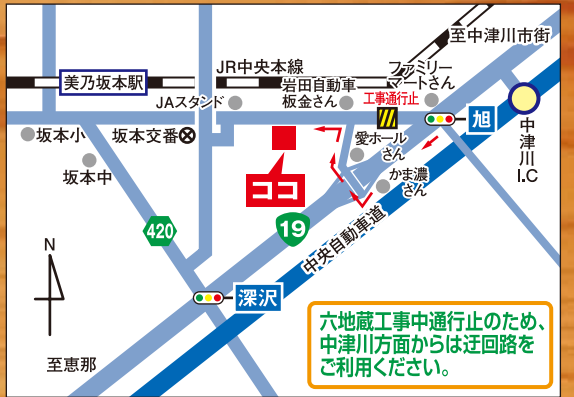 至中津川市街
JR中央本線
美乃坂本駅
ファミリー
マートさん
岩田自動車
板金さん
工事通行止
JAスタンド
旭
中津川I.C
坂本小
坂本交番
愛ホール
さん
坂本中
かま濃
さん
ココ
420
19
中央自動車道
N
深沢
至恵那
六地蔵工事中通行止のため、
中津川方面からは迂回路を
ご利用ください。